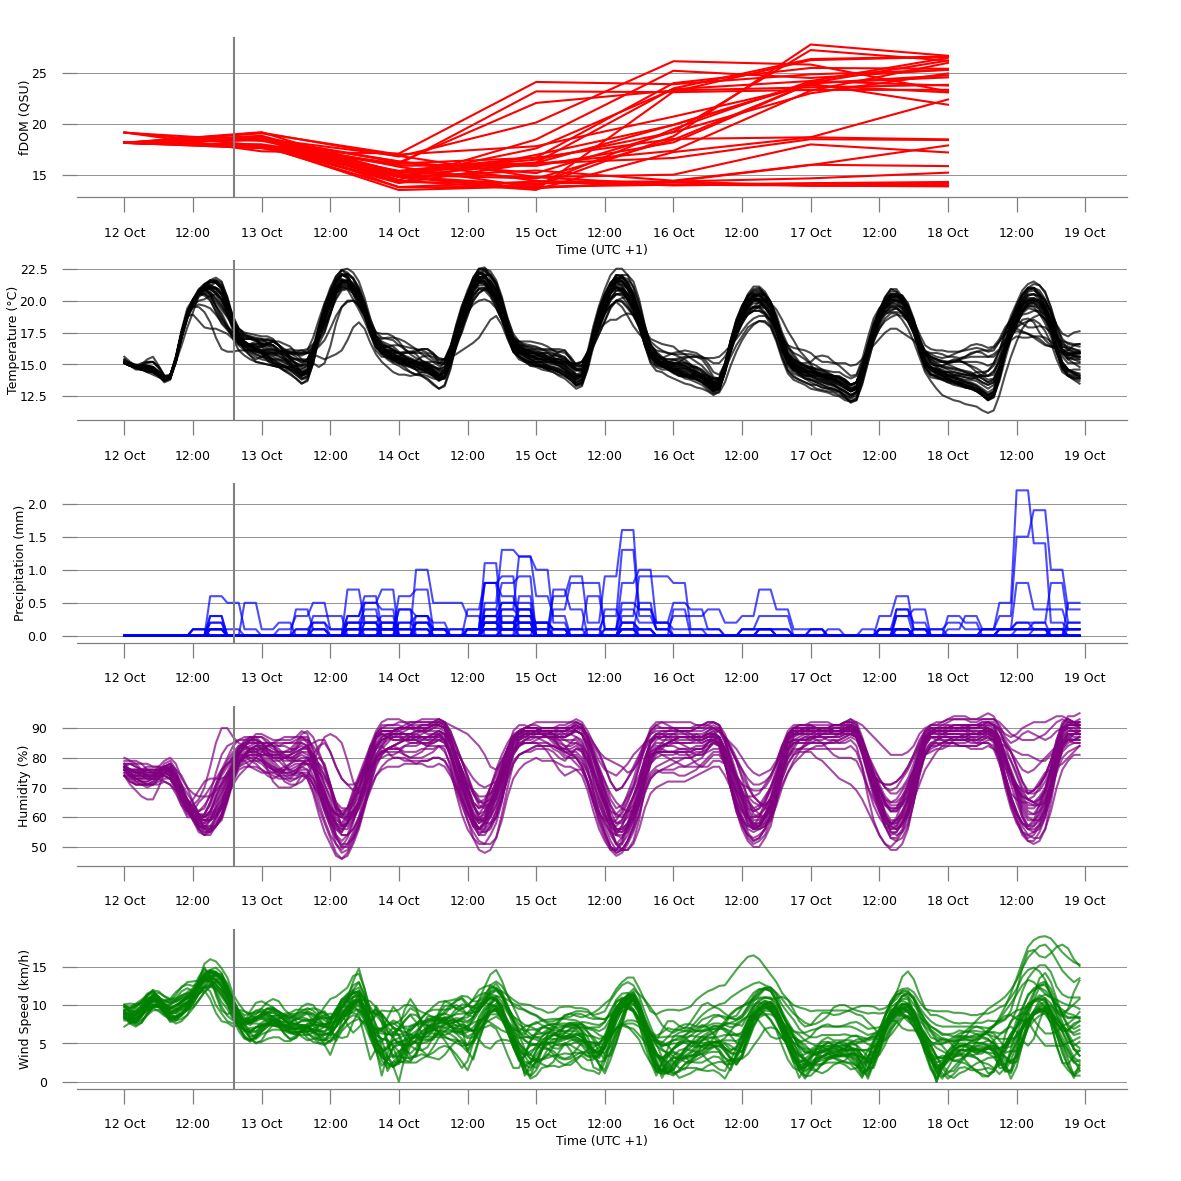 fDOM (QSU)
25
20
15
12 Oct 12:00 13 Oct 12:00 14 Oct 12:00 15 Oct 12:00 16 Oct 12:00 17 Oct 12:00 18 Oct 12:00 19 Oct
Time (UTC +1)
Temperature (°C)
22.5
20.0
17.5
15.0
12.5
12 Oct 12:00 13 Oct 12:00 14 Oct 12:00 15 Oct 12:00 16 Oct 12:00 17 Oct 12:00 18 Oct 12:00 19 Oct
Precipitation (mm)
2.0
1.5
1.0
0.5
0.0
12 Oct 12:00 13 Oct 12:00 14 Oct 12:00 15 Oct 12:00 16 Oct 12:00 17 Oct 12:00 18 Oct 12:00 19 Oct
Humidity (%)
90
80
70
60
50
12 Oct 12:00 13 Oct 12:00 14 Oct 12:00 15 Oct 12:00 16 Oct 12:00 17 Oct 12:00 18 Oct 12:00 19 Oct
Wind Speed (km/h)
15
10
5
0
12 Oct 12:00 13 Oct 12:00 14 Oct 12:00 15 Oct 12:00 16 Oct 12:00 17 Oct 12:00 18 Oct 12:00 19 Oct
Time (UTC +1)